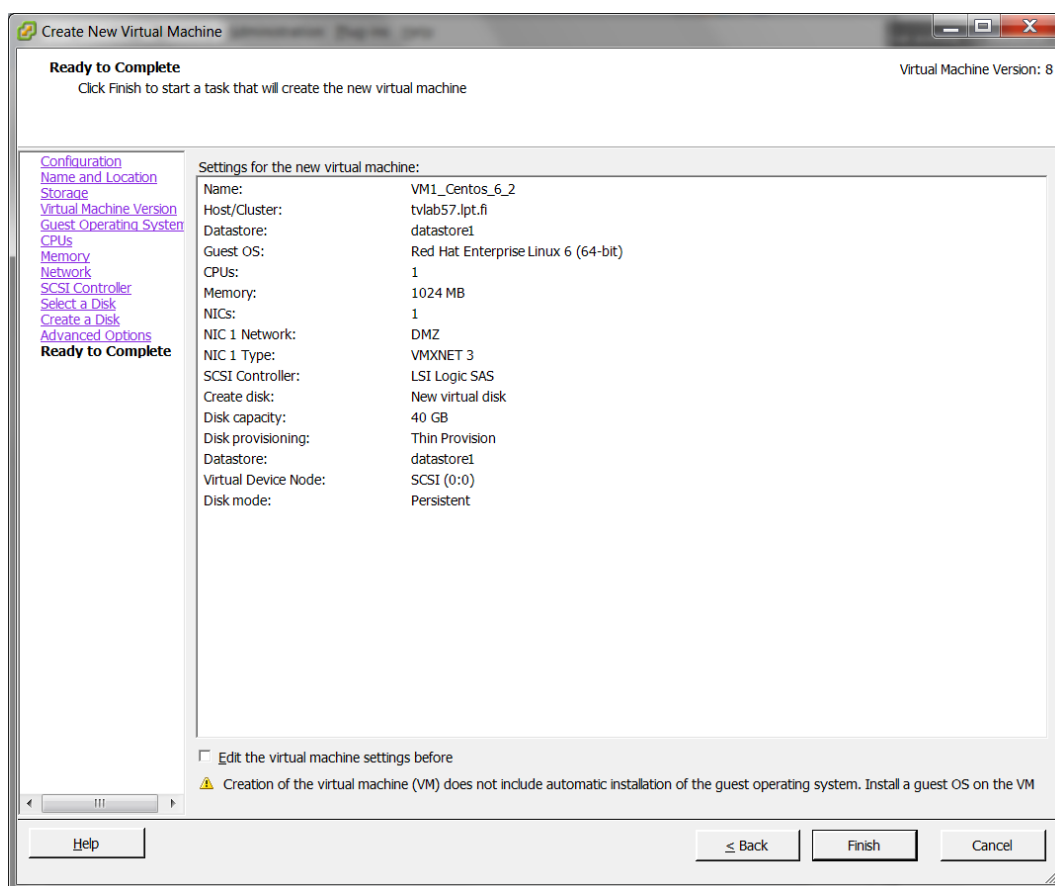 Create New Virtual Machine
Ready to Complete
Virtual Machine Version: 8
Click Finish to start a task that will create the new virtual machine
Configuration
Name and Location
Storage
Virtual Machine Version
Guest Operating System
CPUs
Memory
Network
SCSI Controller
Select a Disk
Create a Disk
Advanced Options
Ready to Complete
Settings for the new virtual machine:
Name: VM1_Centos_6_2
Host/Cluster: tvlab57.lpt.fi
Datastore: datastore1
Guest OS: Red Hat Enterprise Linux 6 (64-bit)
CPUs: 1
Memory: 1024 MB
NICs: 1
NIC 1 Network: DMZ
NIC 1 Type: VMXNET 3
SCSI Controller: LSI Logic SAS
Create disk: New virtual disk
Disk capacity: 40 GB
Disk provisioning: Thin Provision
Datastore: datastore1
Virtual Device Node: SCSI (0:0)
Disk mode: Persistent
Edit the virtual machine settings before
Creation of the virtual machine (VM) does not include automatic installation of the guest operating system. Install a guest OS on the VM
Help
< Back
Finish
Cancel